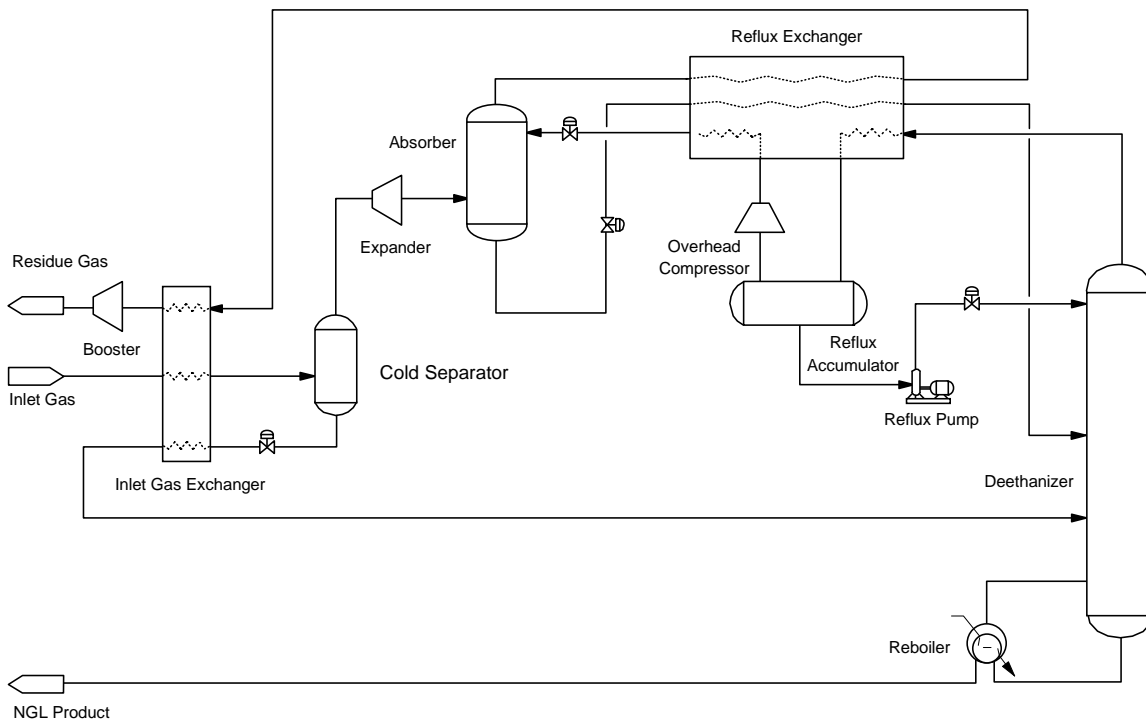 Reflux Exchanger
Absorber
Expander
Overhead
Compressor
Residue Gas
Booster
Reflux
Accumulator
Cold Separator
Inlet Gas
Reflux Pump
Inlet Gas Exchanger
Deethanizer
Reboiler
NGL Product